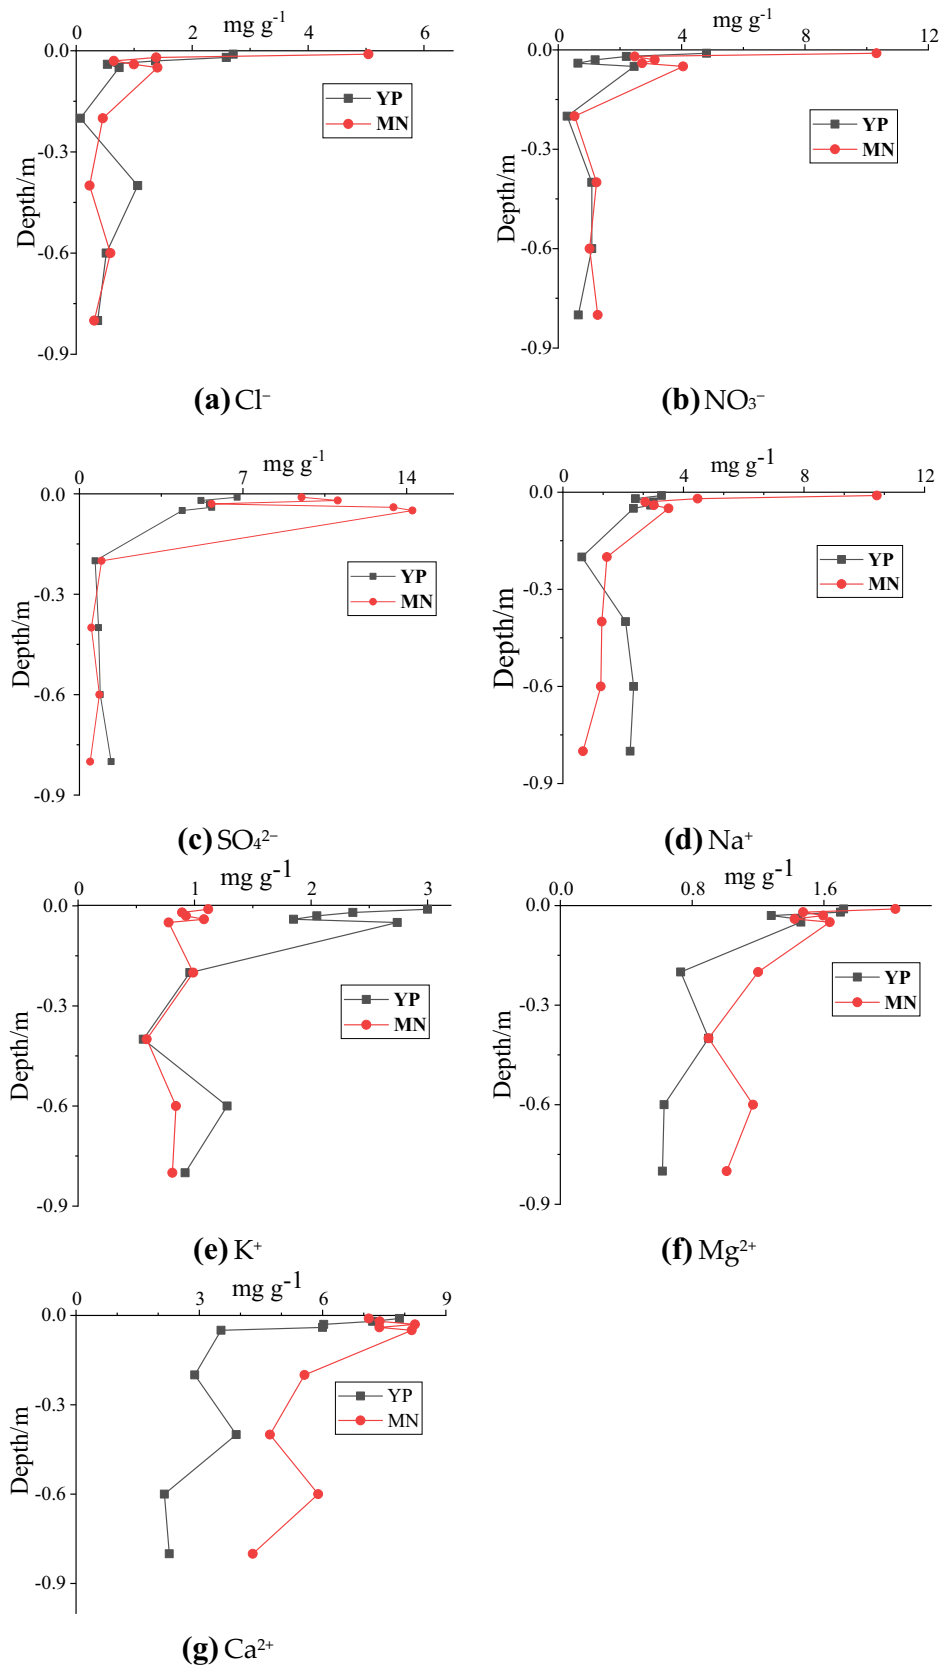 mg g-1
0 2 4 6
0.0
-0.3
-0.6
-0.9
Depth/m
YP
MN
(a) Cl−
mg g-1
0 4 8 12
0.0
-0.3
-0.6
-0.9
Depth/m
YP
MN
(b) NO3−
mg g-1
0 7 14
0.0
-0.3
-0.6
-0.9
Depth/m
YP
MN
(c) SO42−
mg g-1
0 4 8 12
0.0
-0.3
-0.6
-0.9
Depth/m
YP
MN
(d) Na+
mg g-1
0 1 2 3
0.0
-0.3
-0.6
-0.9
Depth/m
YP
MN
(e) K+
mg g-1
0.0 0.8 1.6
0.0
-0.3
-0.6
-0.9
Depth/m
YP
MN
(f) Mg2+
mg g-1
0 3 6 9
0.0
-0.3
-0.6
-0.9
Depth/m
YP
MN
(g) Ca2+